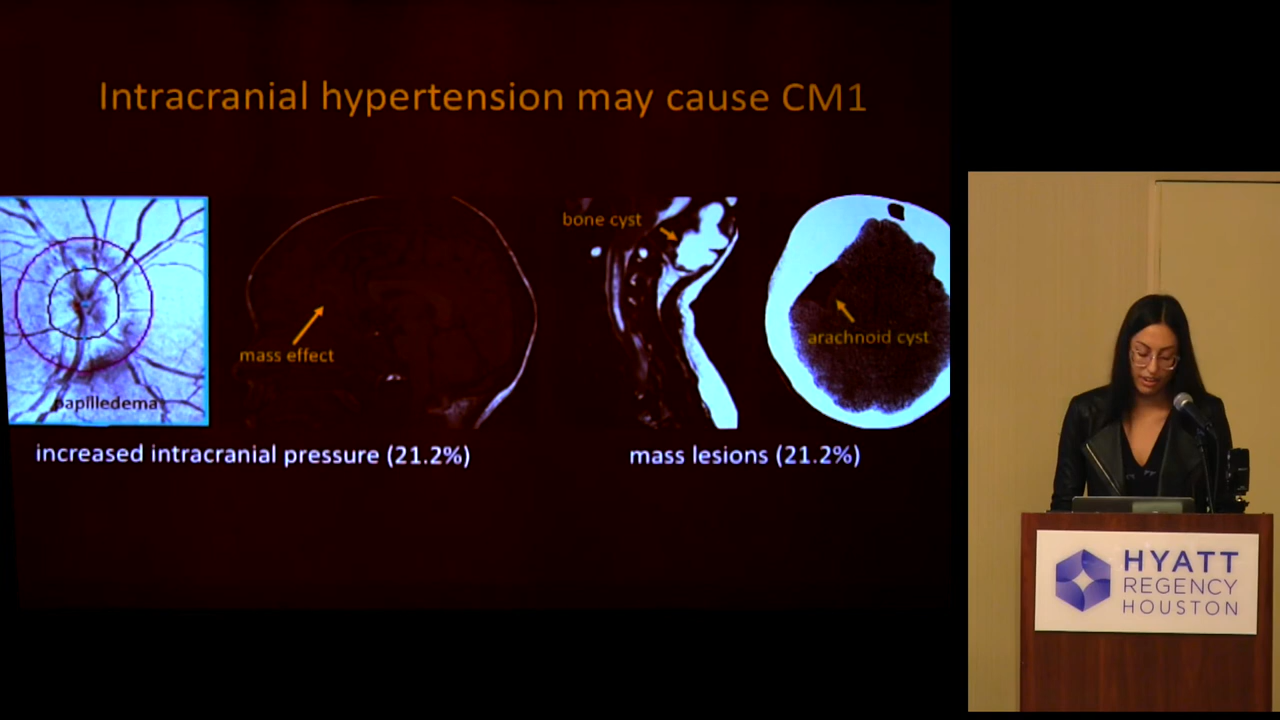 Intracranial hypertension may cause CM1
bone cyst
mass effect
arachnoid cyst
papilledema
increased intracranial pressure (21.2%)
mass lesions (21.2%)
HYATT
REGENCY
HOUSTON